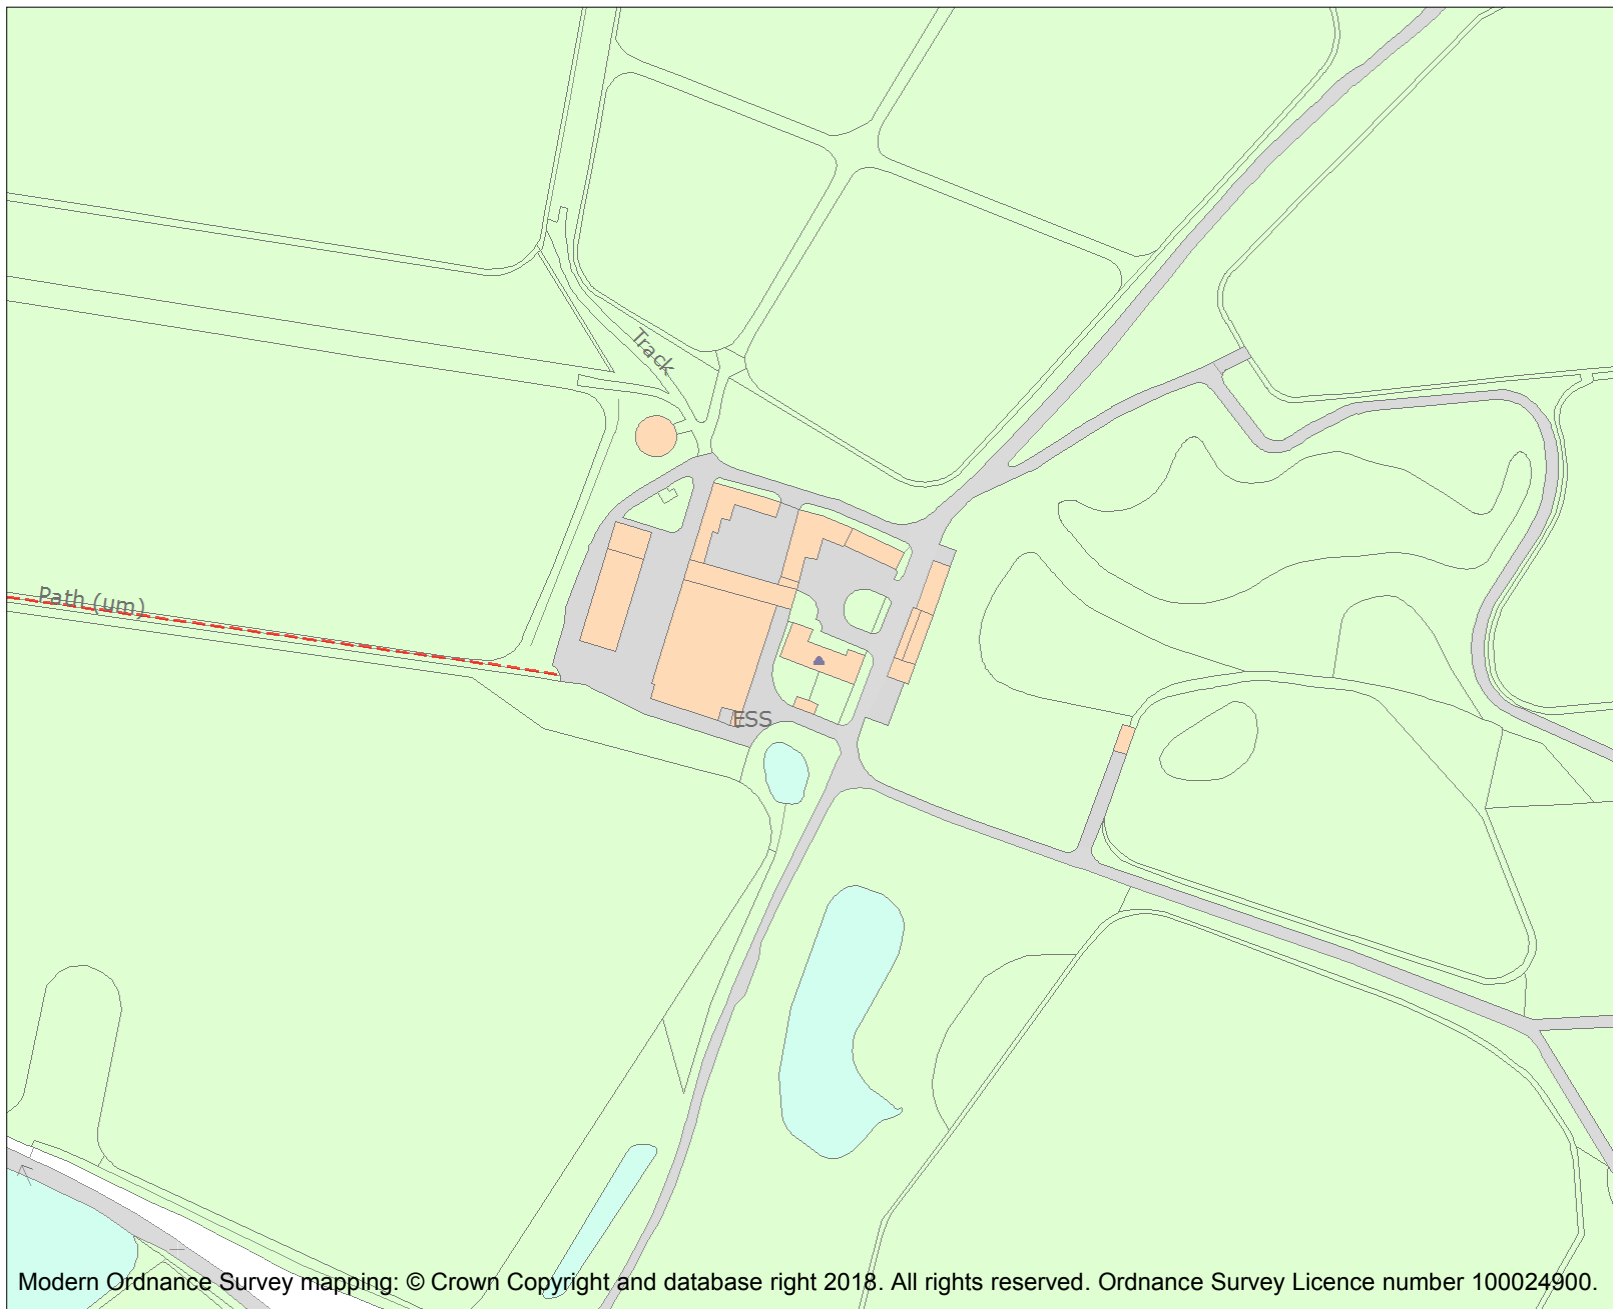 Track
Path (um)
ESS
Modern Ordnance Survey mapping: © Crown Copyright and database right 2018. All rights reserved. Ordnance Survey Licence number 100024900.